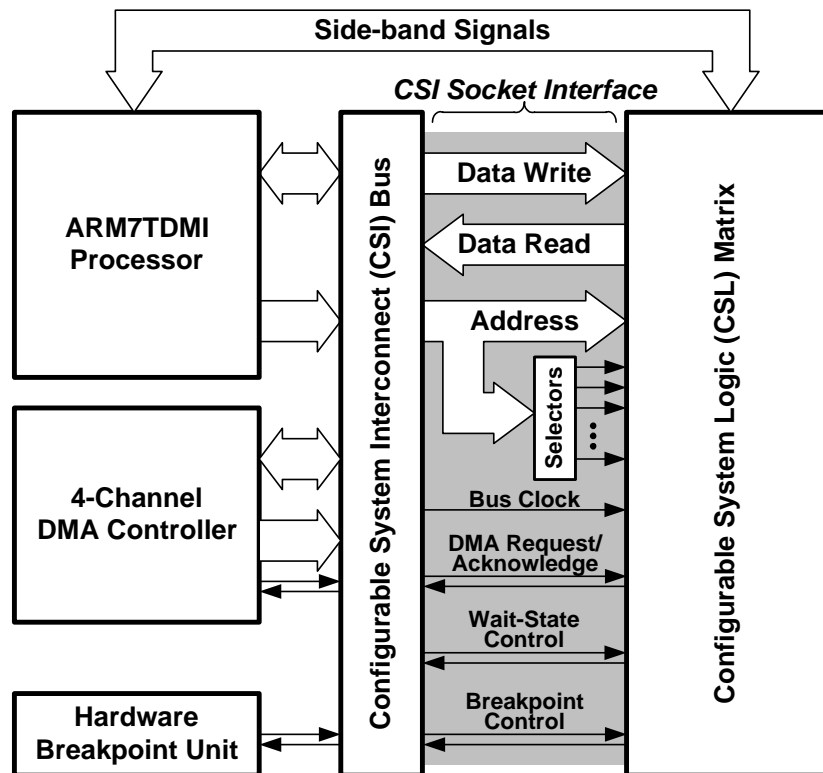 Side-band Signals
CSI Socket Interface
ARM7TDMI
Processor
4-Channel
DMA Controller
Hardware
Breakpoint Unit
Configurable System Interconnect (CSI) Bus
Data Write
Data Read
Address
Selectors
Bus Clock
DMA Request/
Acknowledge
Wait-State
Control
Breakpoint
Control
Configurable System Logic (CSL) Matrix